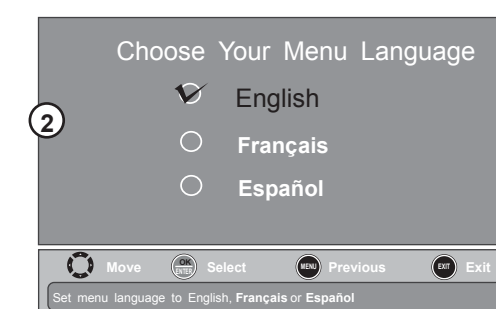 Choose Your Menu Language
English
2
Français
Español
Move OK ENTER Select MENU Previous EXIT Exit
Set menu language to English, Français or Español